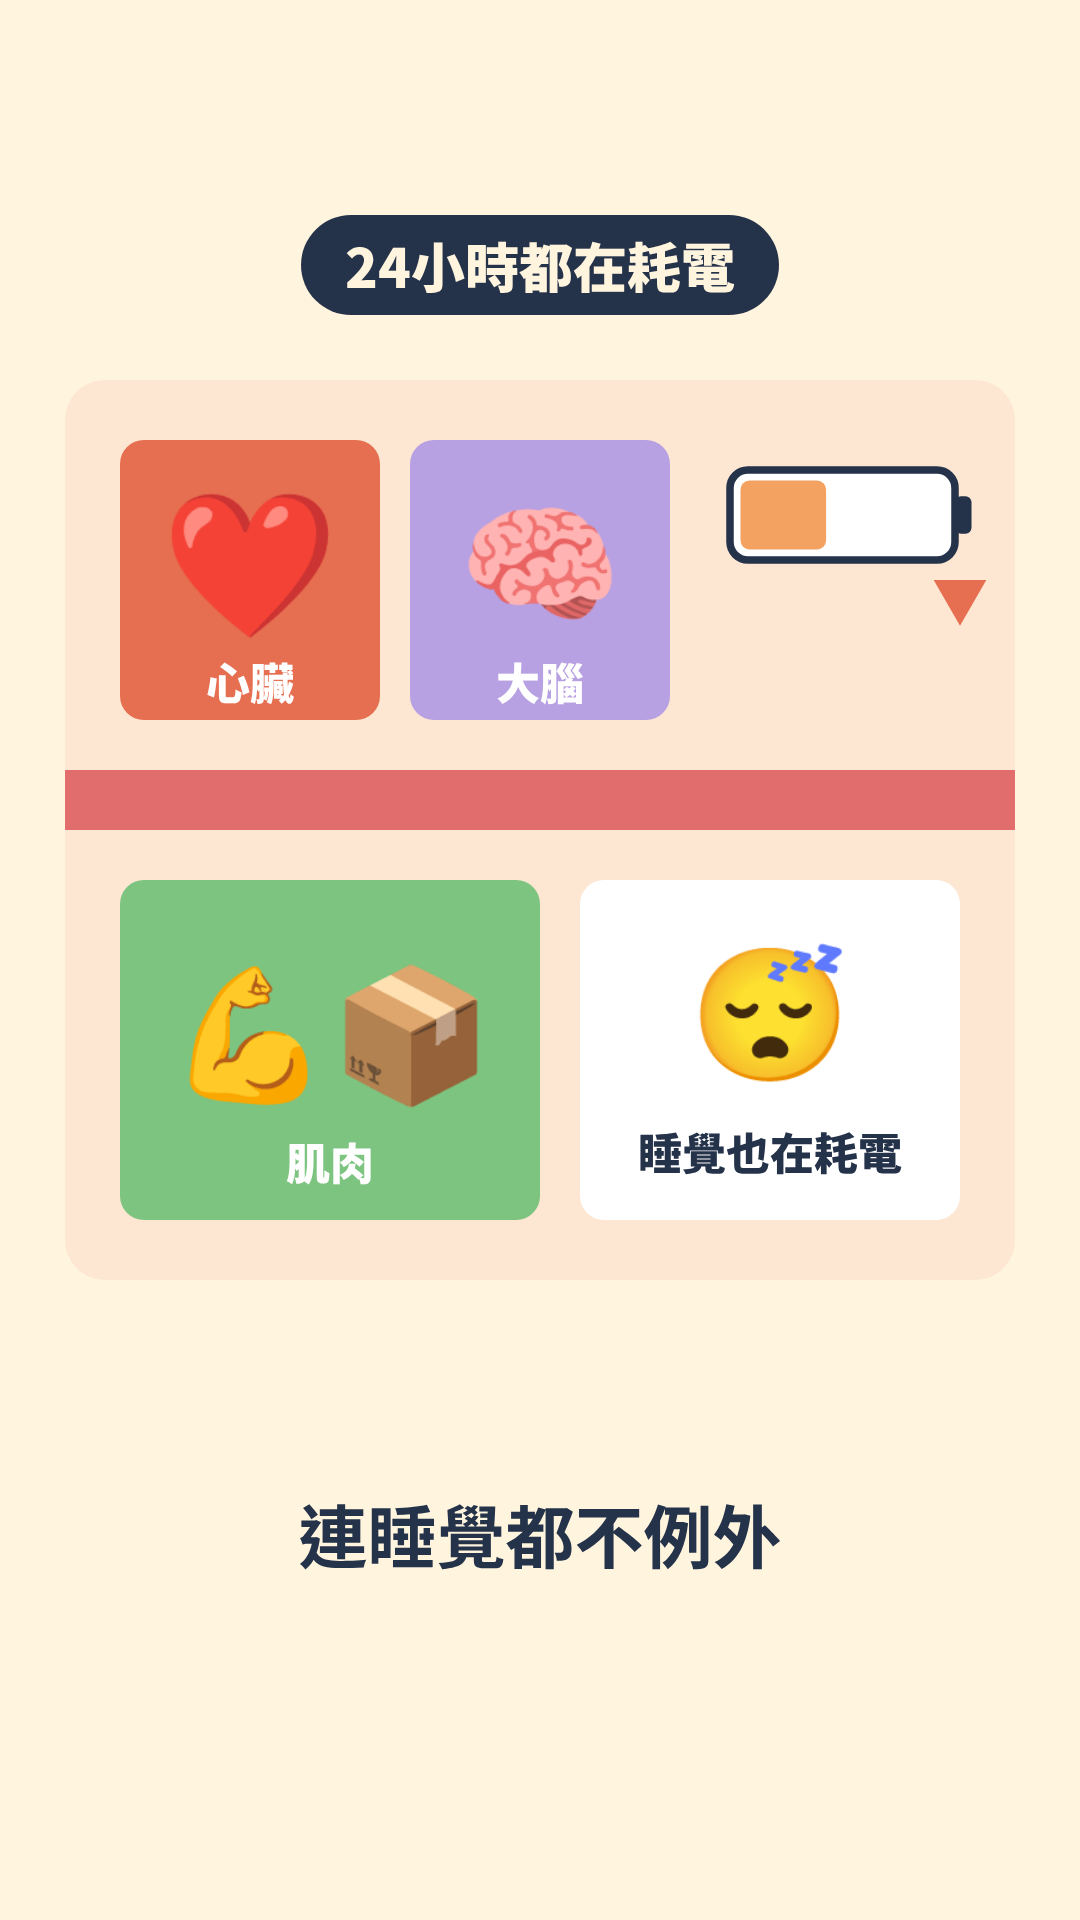 24小時都在耗電
心臟
大腦
肌肉
睡覺也在耗電
連睡覺都不例外